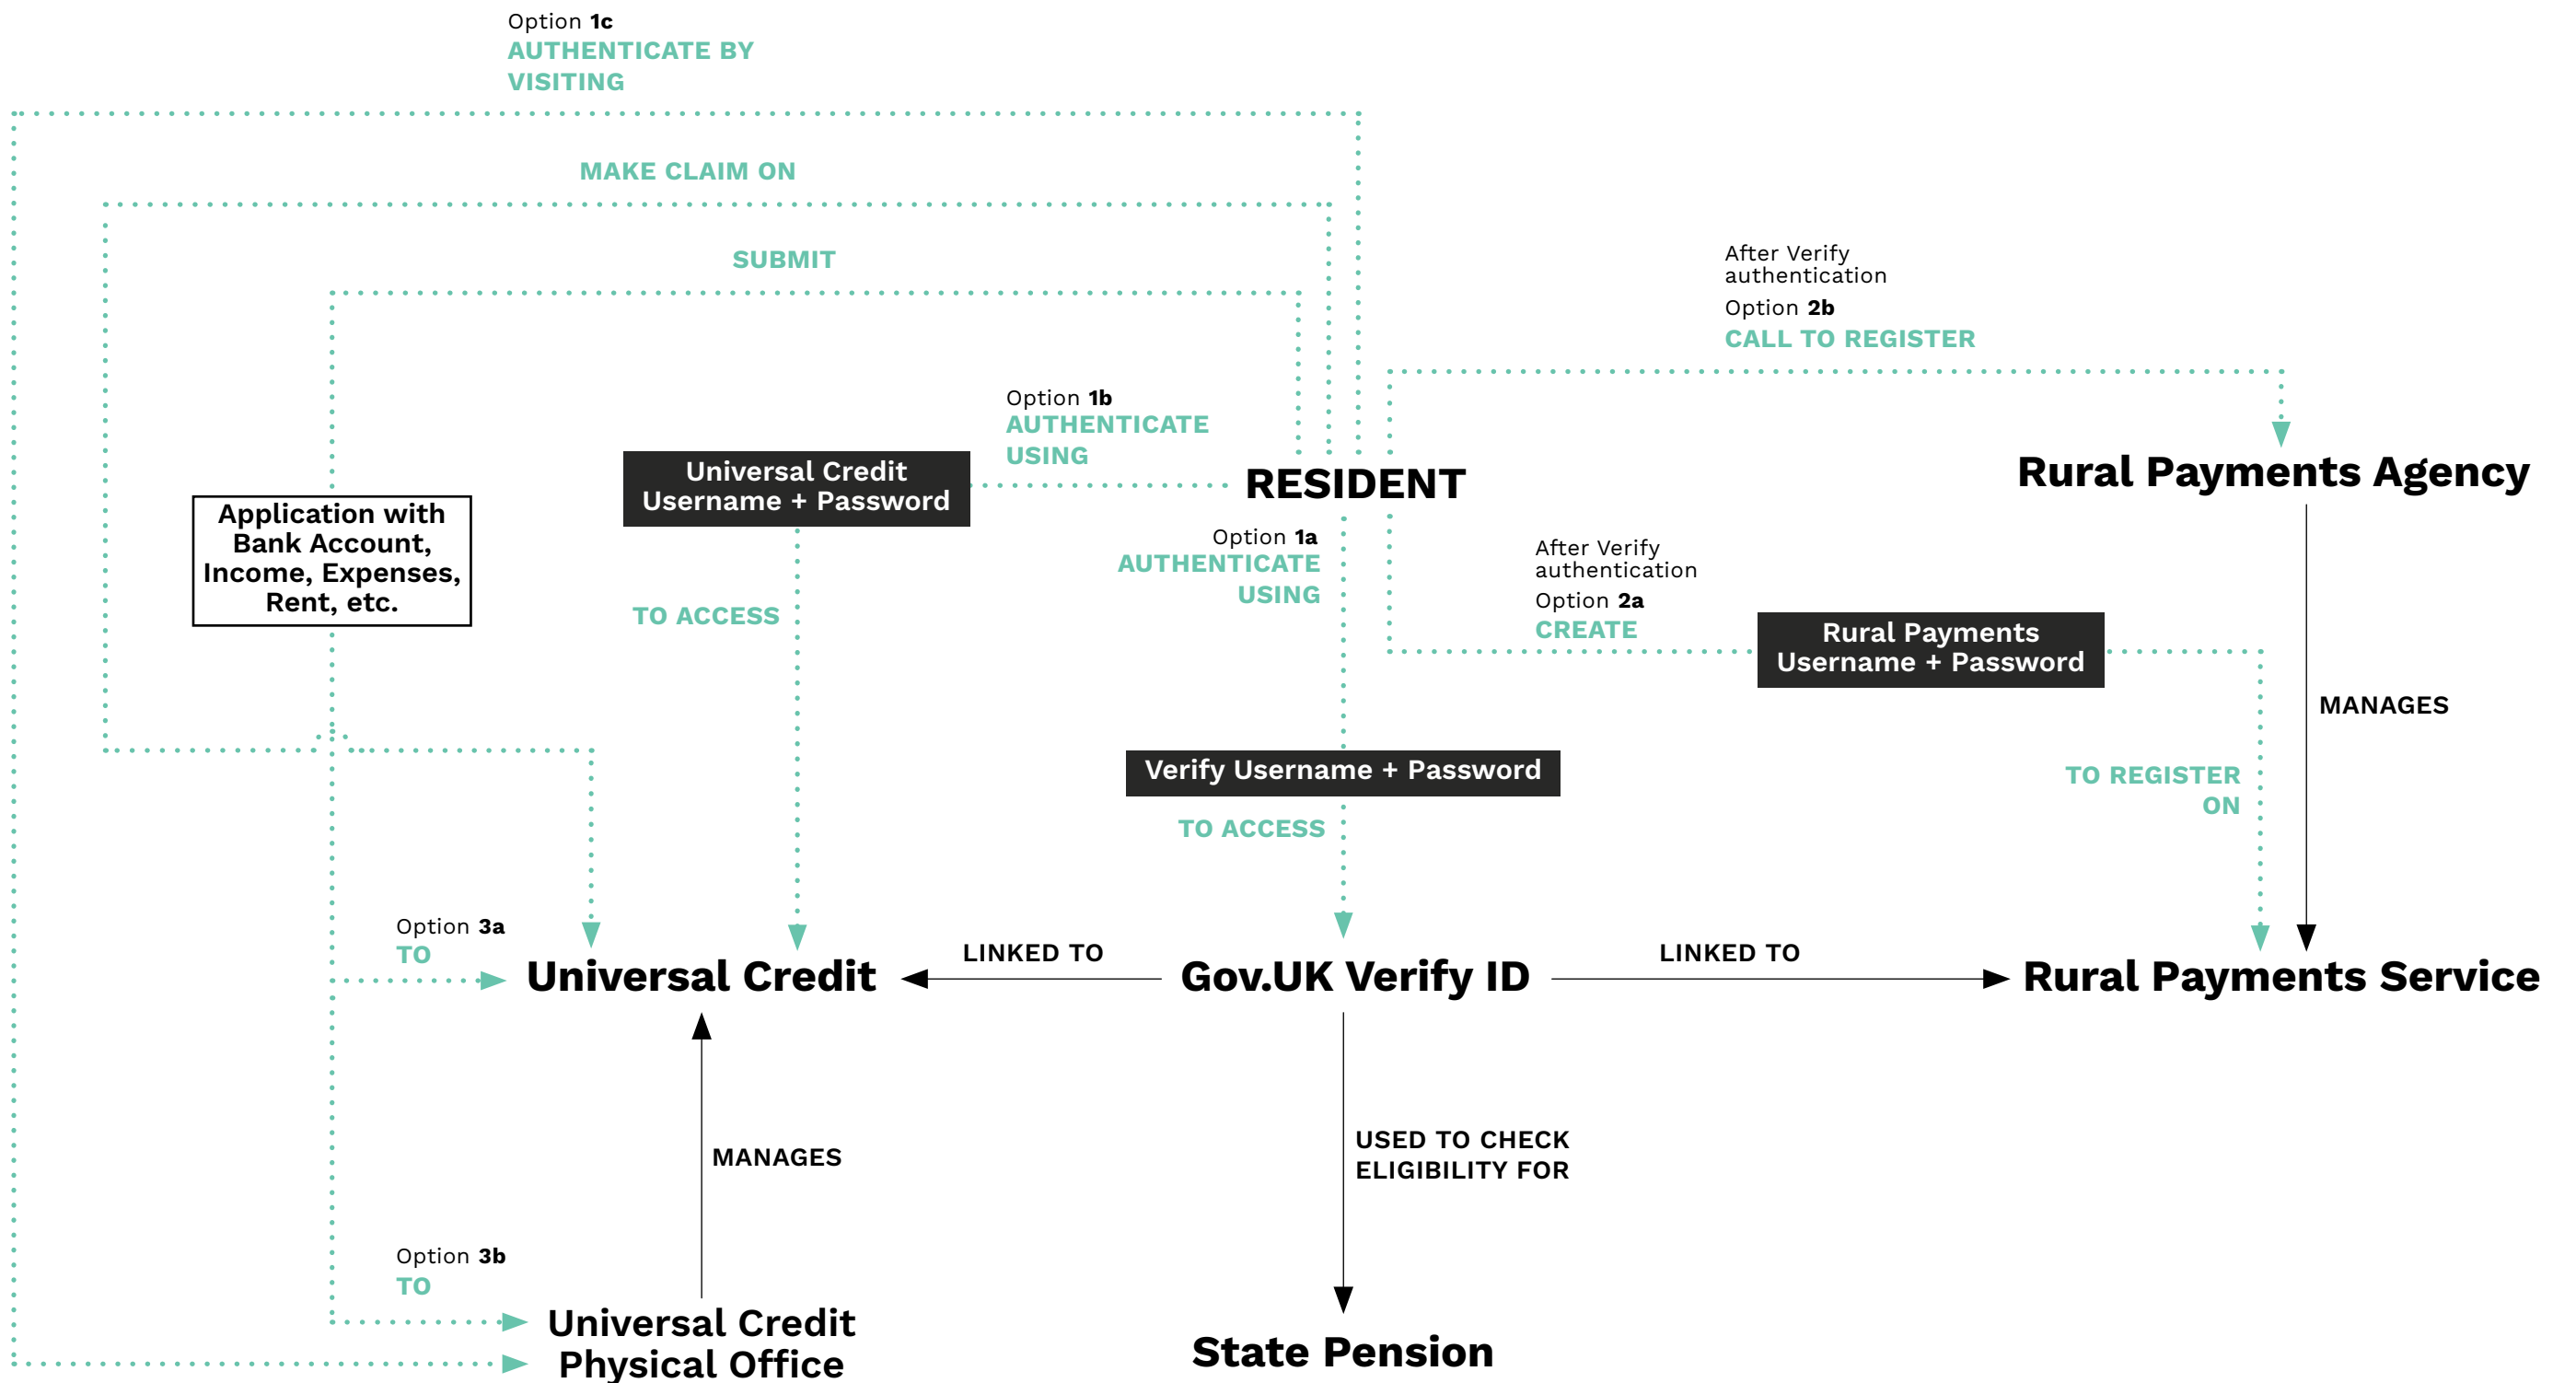 Option 1c
AUTHENTICATE BY
VISITING
MAKE CLAIM ON
SUBMIT
After Verify
authentication
Option 2b
CALL TO REGISTER
Option 1b
AUTHENTICATE
USING
Universal Credit
Username + Password
RESIDENT
Rural Payments Agency
Application with
Bank Account,
Income, Expenses,
Rent, etc.
Option 1a
AUTHENTICATE
USING
After Verify
authentication
Option 2a
CREATE
TO ACCESS
Rural Payments
Username + Password
MANAGES
Verify Username + Password
TO REGISTER
ON
TO ACCESS
Option 3a
TO
Universal Credit
LINKED TO
Gov.UK Verify ID
LINKED TO
Rural Payments Service
MANAGES
USED TO CHECK
ELIGIBILITY FOR
Option 3b
TO
Universal Credit
Physical Office
State Pension